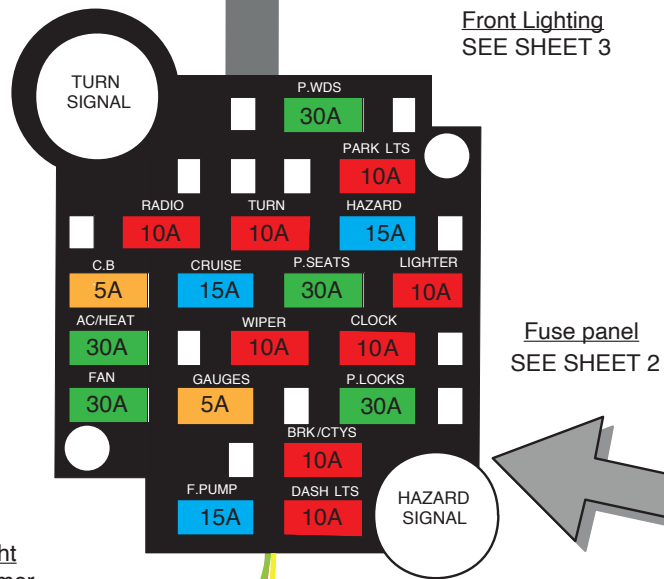 Front Lighting
SEE SHEET 3
TURN
SIGNAL
P.WDS
30A
PARK LTS
10A
RADIO TURN HAZARD
10A 10A 15A
C.B CRUISE P.SEATS LIGHTER
5A 15A 30A 10A
AC/HEAT WIPER CLOCK
30A 10A 10A
Fuse panel
SEE SHEET 2
FAN GAUGES P.LOCKS
30A 5A 30A
BRK/CTYS
10A
F.PUMP DASH LTS
15A 10A
HAZARD
SIGNAL